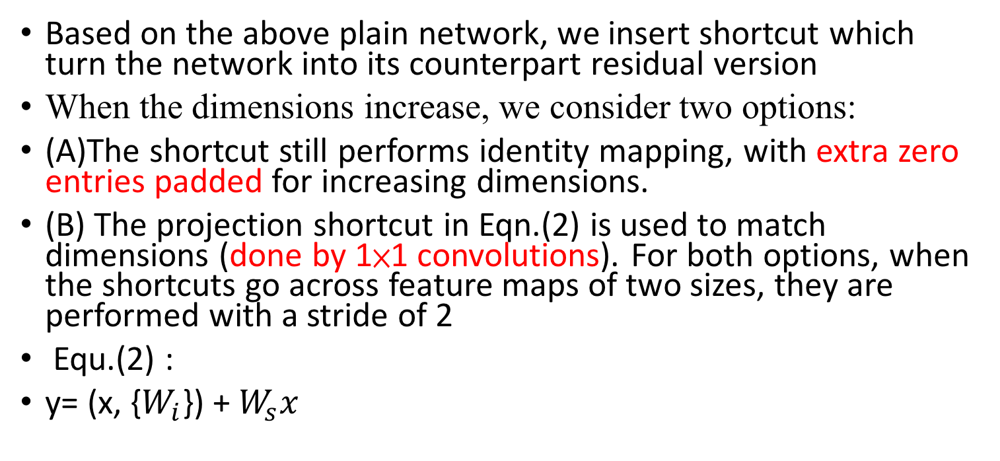 • Based on the above plain network, we insert shortcut which
turn the network into its counterpart residual version
• When the dimensions increase, we consider two options:
• (A)The shortcut still performs identity mapping, with extra zero
entries padded for increasing dimensions.
• (B) The projection shortcut in Eqn.(2) is used to match
dimensions (done by 1×1 convolutions). For both options, when
the shortcuts go across feature maps of two sizes, they are
performed with a stride of 2
• Equ.(2) :
• y= (x, {𝑊ᵢ}) + 𝑊ₛ𝑥